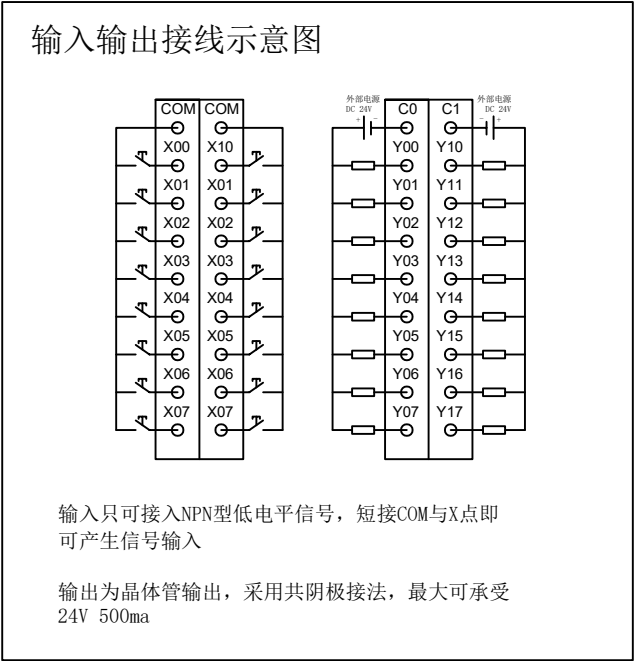 输入输出接线示意图
外部电源 外部电源
DC 24V DC 24V
COM COM C0 C1
+ - - +
X00 X10 Y00 Y10
X01 X01 Y01 Y11
X02 X02 Y02 Y12
X03 X03 Y03 Y13
X04 X04 Y04 Y14
X05 X05 Y05 Y15
X06 X06 Y06 Y16
X07 X07 Y07 Y17
输入只可接入NPN型低电平信号，短接COM与X点即
可产生信号输入
输出为晶体管输出，采用共阴极接法，最大可承受
24V 500ma